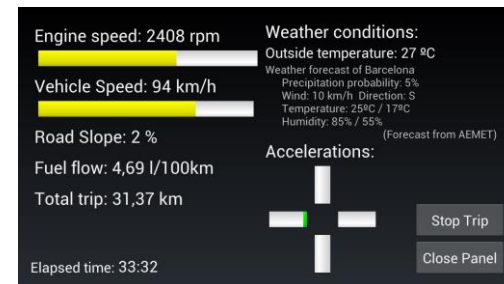 Engine speed: 2408 rpm
Vehicle Speed: 94 km/h
Road Slope: 2 %
Fuel flow: 4,69 l/100km
Total trip: 31,37 km
Elapsed time: 33:32
Weather conditions:
Outside temperature: 27 ºC
Weather forecast of Barcelona
Precipitation probability: 5%
Wind: 10 km/h Direction: S
Temperature: 25ºC / 17ºC
Humidity: 85% / 55%
(Forecast from AEMET)
Accelerations:
Stop Trip
Close Panel